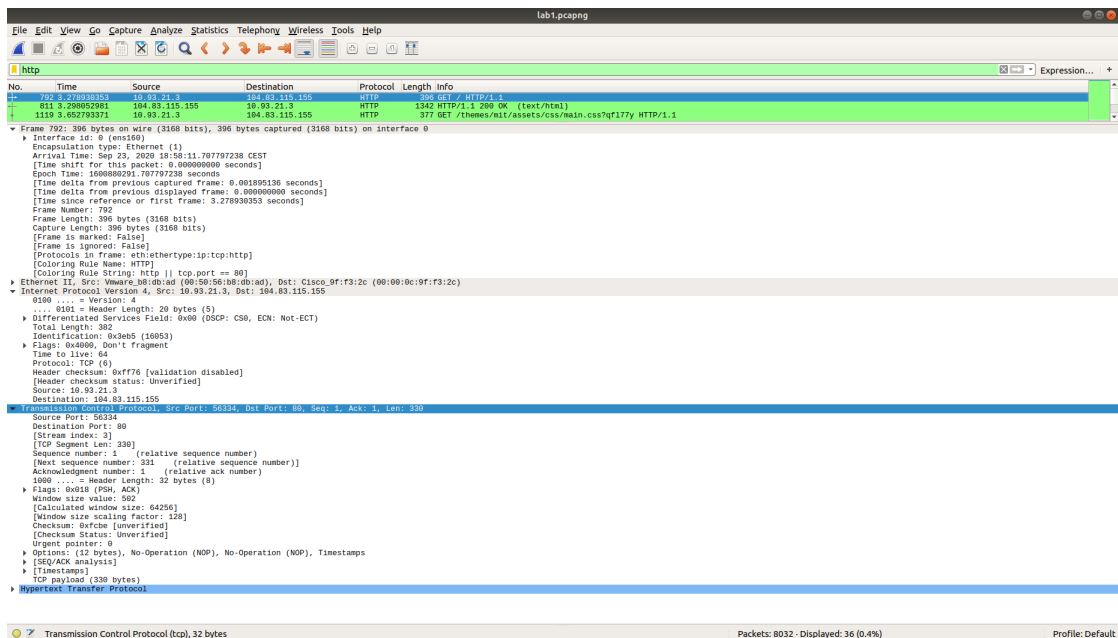 lab1.pcapng
File Edit View Go Capture Analyze Statistics Telephony Wireless Tools Help
http Expression... +
No. Time Source Destination Protocol Length Info
792 3.278930353 10.93.21.3 104.83.115.155 HTTP 396 GET / HTTP/1.1
811 3.298052981 104.83.115.155 10.93.21.3 HTTP 1342 HTTP/1.1 200 OK (text/html)
1119 3.652793371 10.93.21.3 104.83.115.155 HTTP 377 GET /themes/mit/assets/css/main.css?qfl77y HTTP/1.1
Frame 792: 396 bytes on wire (3168 bits), 396 bytes captured (3168 bits) on interface 0
Interface id: 0 (ens160)
Encapsulation type: Ethernet (1)
Arrival Time: Sep 23, 2020 18:58:11.707797238 CEST
[Time shift for this packet: 0.000000000 seconds]
Epoch Time: 1600880291.707797238 seconds
[Time delta from previous captured frame: 0.001895136 seconds]
[Time delta from previous displayed frame: 0.000000000 seconds]
[Time since reference or first frame: 3.278930353 seconds]
Frame Number: 792
Frame Length: 396 bytes (3168 bits)
Capture Length: 396 bytes (3168 bits)
[Frame is marked: False]
[Frame is ignored: False]
[Protocols in frame: eth:ethertype:ip:tcp:http]
[Coloring Rule Name: HTTP]
[Coloring Rule String: http || tcp.port == 80]
Ethernet II, Src: Vmware_b8:db:ad (00:50:56:b8:db:ad), Dst: Cisco_9f:f3:2c (00:00:0c:9f:f3:2c)
Internet Protocol Version 4, Src: 10.93.21.3, Dst: 104.83.115.155
0100 .... = Version: 4
.... 0101 = Header Length: 20 bytes (5)
Differentiated Services Field: 0x00 (DSCP: CS0, ECN: Not-ECT)
Total Length: 382
Identification: 0x3eb5 (16053)
Flags: 0x4000, Don't fragment
Time to live: 64
Protocol: TCP (6)
Header checksum: 0xff76 [validation disabled]
[Header checksum status: Unverified]
Source: 10.93.21.3
Destination: 104.83.115.155
Transmission Control Protocol, Src Port: 56334, Dst Port: 80, Seq: 1, Ack: 1, Len: 330
Source Port: 56334
Destination Port: 80
[Stream index: 3]
[TCP Segment Len: 330]
Sequence number: 1 (relative sequence number)
[Next sequence number: 331 (relative sequence number)]
Acknowledgment number: 1 (relative ack number)
1000 .... = Header Length: 32 bytes (8)
Flags: 0x018 (PSH, ACK)
Window size value: 502
[Calculated window size: 64256]
[Window size scaling factor: 128]
Checksum: 0xfcbe [unverified]
[Checksum Status: Unverified]
Urgent pointer: 0
Options: (12 bytes), No-Operation (NOP), No-Operation (NOP), Timestamps
[SEQ/ACK analysis]
[Timestamps]
TCP payload (330 bytes)
Hypertext Transfer Protocol
Transmission Control Protocol (tcp), 32 bytes Packets: 8032 · Displayed: 36 (0.4%) Profile: Default